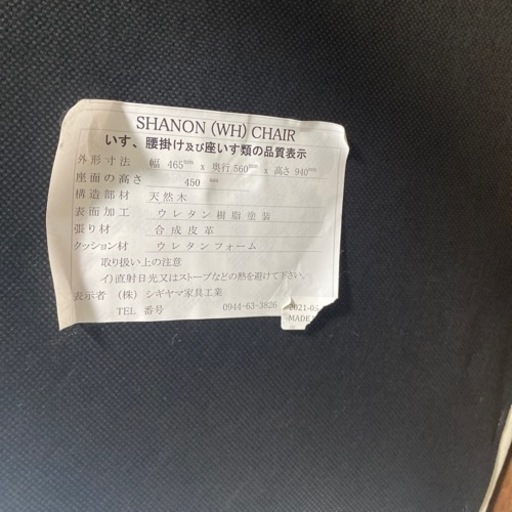 SHANON (WH) CHAIR
いす、腰掛け及び座いす類の品質表示
外形寸法 幅 465mm x 奥行 560mm x 高さ 940mm
座面の高さ 450 mm
構造部材 天然木
表面加工 ウレタン樹脂塗装
張り材 合成皮革
クッション材 ウレタンフォーム
取り扱い上の注意
イ)直射日光又はストーブなどの熱を避けて下さい。
表示者 (株) シギヤマ家具工業
TEL 番号 0944-63-3826
2021-05
MADE